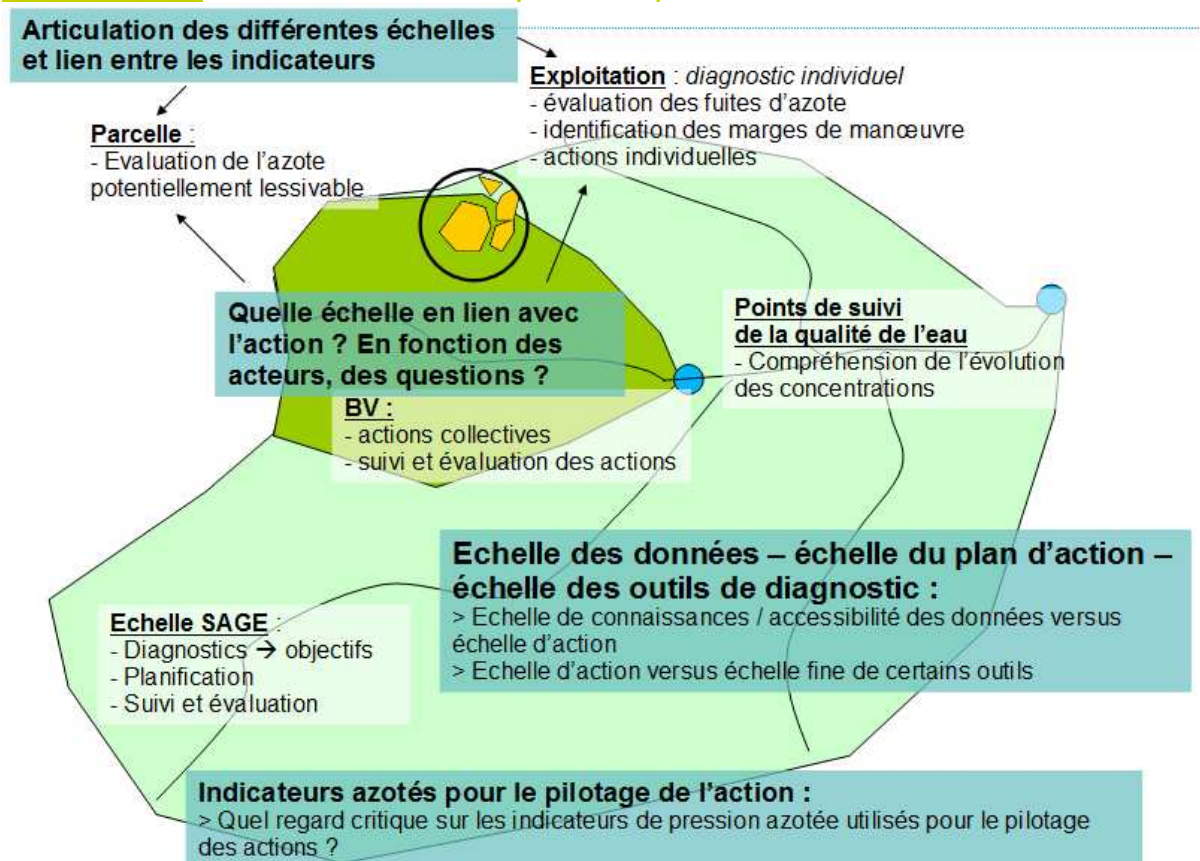 Articulation des différentes échelles
et lien entre les indicateurs
Exploitation : diagnostic individuel
- évaluation des fuites d’azote
- identification des marges de manœuvre
- actions individuelles
Parcelle :
- Evaluation de l’azote
potentiellement lessivable
Quelle échelle en lien avec
l’action ? En fonction des
acteurs, des questions ?
Points de suivi
de la qualité de l’eau
- Compréhension de l’évolution
des concentrations
BV :
- actions collectives
- suivi et évaluation des actions
Echelle des données – échelle du plan d’action –
échelle des outils de diagnostic :
> Echelle de connaissances / accessibilité des données versus
échelle d’action
> Echelle d’action versus échelle fine de certains outils
Echelle SAGE :
- Diagnostics → objectifs
- Planification
- Suivi et évaluation
Indicateurs azotés pour le pilotage de l’action :
> Quel regard critique sur les indicateurs de pression azotée utilisés pour le pilotage
des actions ?